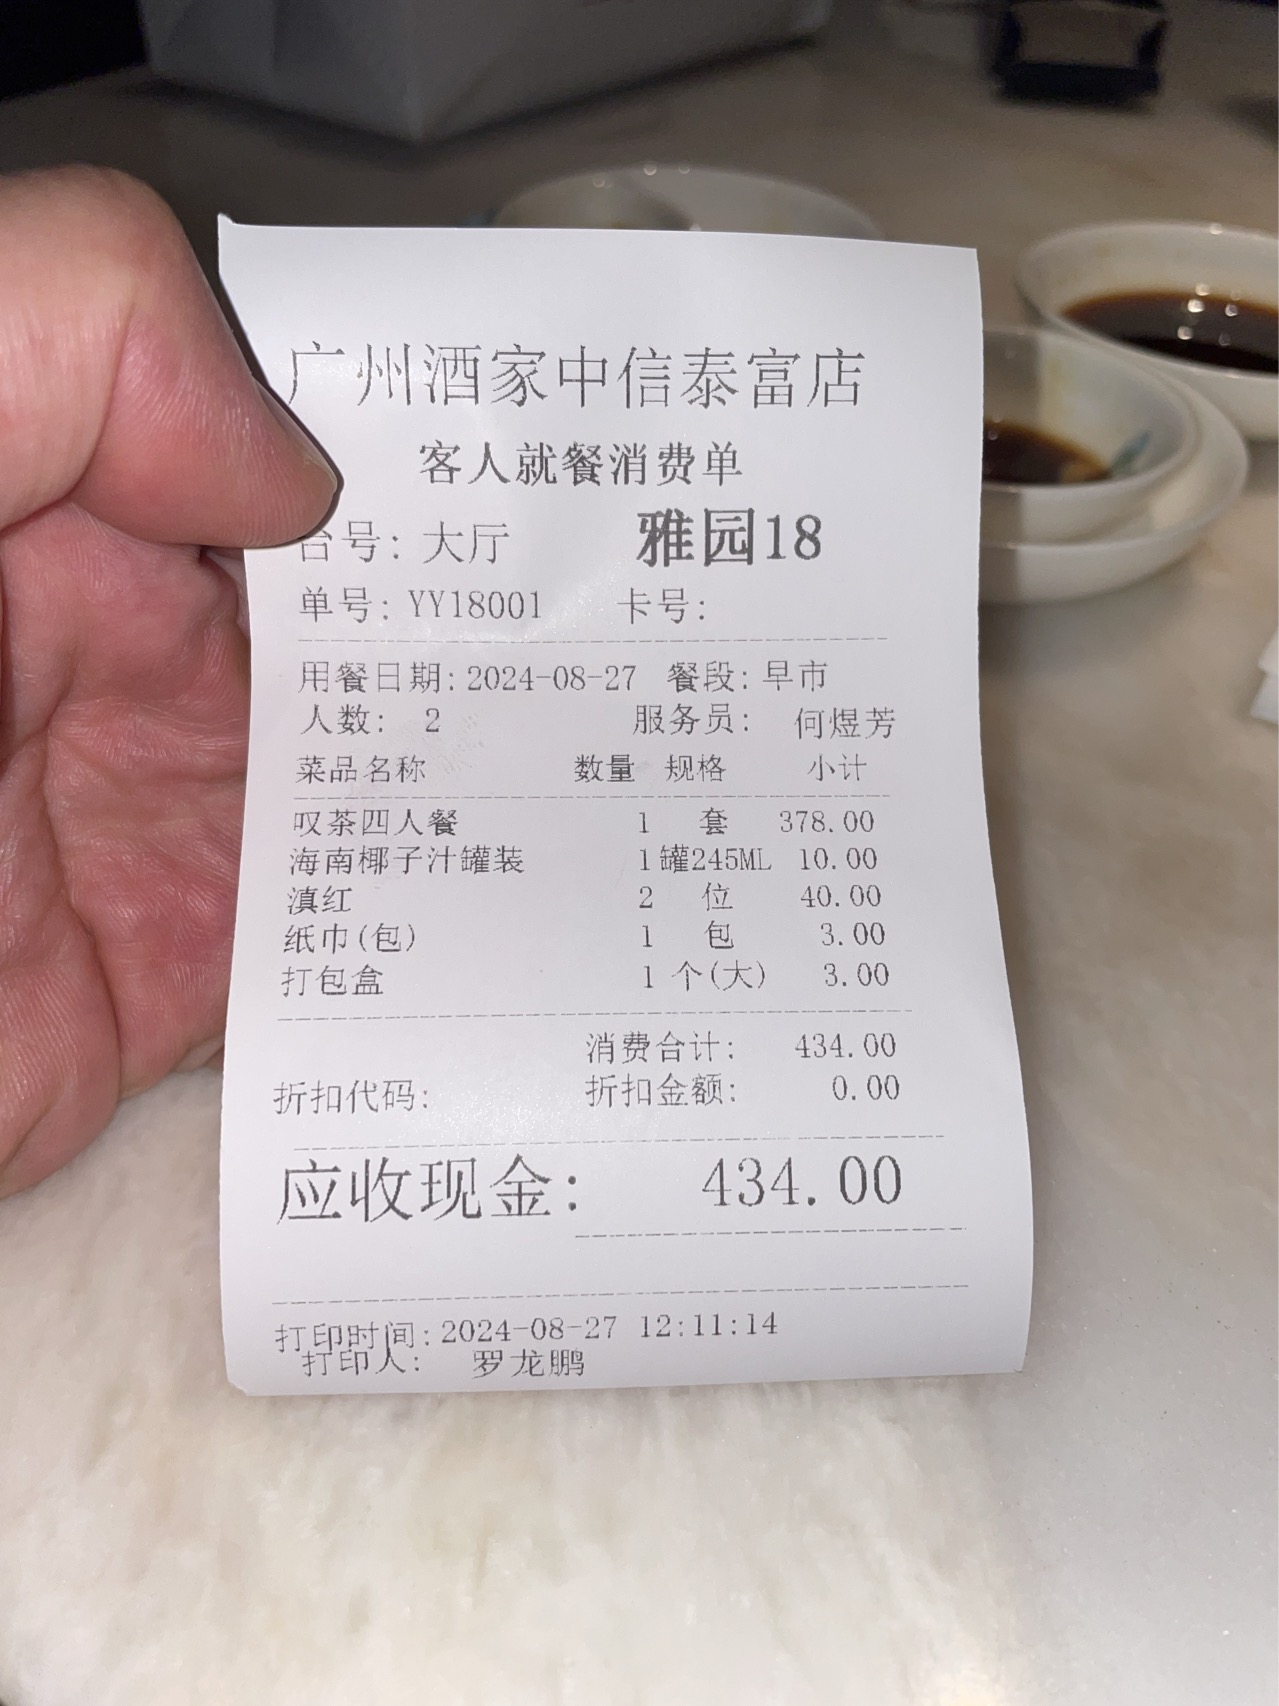 广州酒家中信泰富店
客人就餐消费单
台号: 大厅 雅园18
单号: YY18001 卡号:
用餐日期: 2024-08-27 餐段: 早市
人数: 2 服务员: 何煜芳
菜品名称 数量 规格 小计
叹茶四人餐 1 套 378.00
海南椰子汁罐装 1 罐245ML 10.00
滇红 2 位 40.00
纸巾(包) 1 包 3.00
打包盒 1 个(大) 3.00
消费合计: 434.00
折扣代码: 折扣金额: 0.00
应收现金: 434.00
打印时间: 2024-08-27 12:11:14
打印人: 罗龙鹏